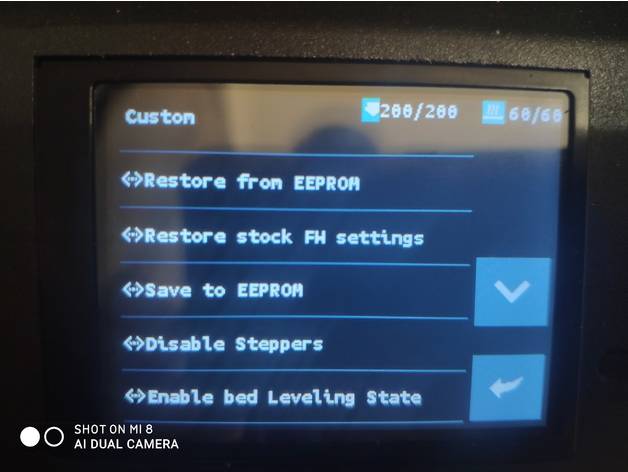 Custom 200/200 60/60
Restore from EEPROM
Restore stock FW settings
Save to EEPROM
Disable Steppers
Enable bed Leveling State
SHOT ON MI 8
AI DUAL CAMERA